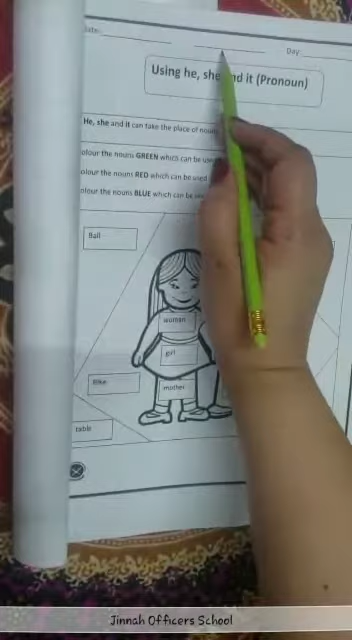 Date:
Day:
Using he, she and it (Pronoun)
He, she and it can take the place of nouns
olour the nouns GREEN which can be use
olour the nouns RED which can be used
olour the nouns BLUE which can be
Ball
woman
girl
Bike
mother
table
Jinnah Officers School